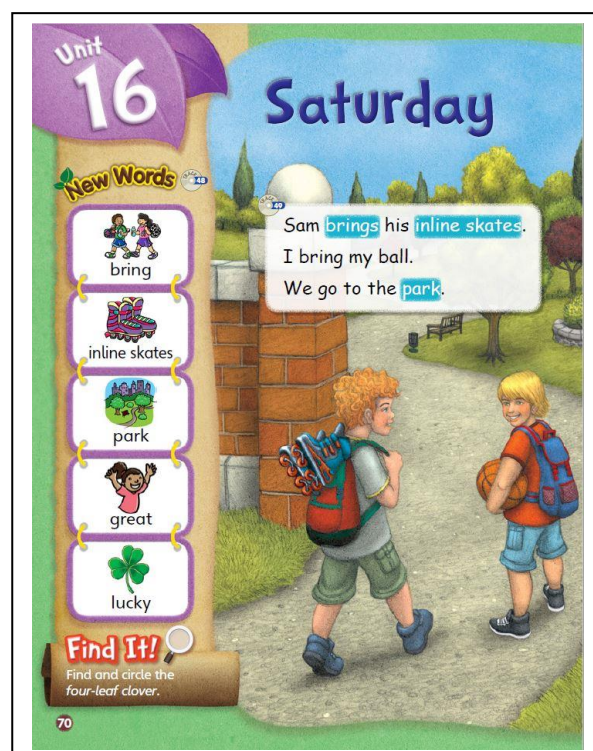 Unit
16
Saturday
New Words
48
49
Sam brings his inline skates.
I bring my ball.
We go to the park.
bring
inline skates
park
great
lucky
Find It!
Find and circle the
four-leaf clover.
70